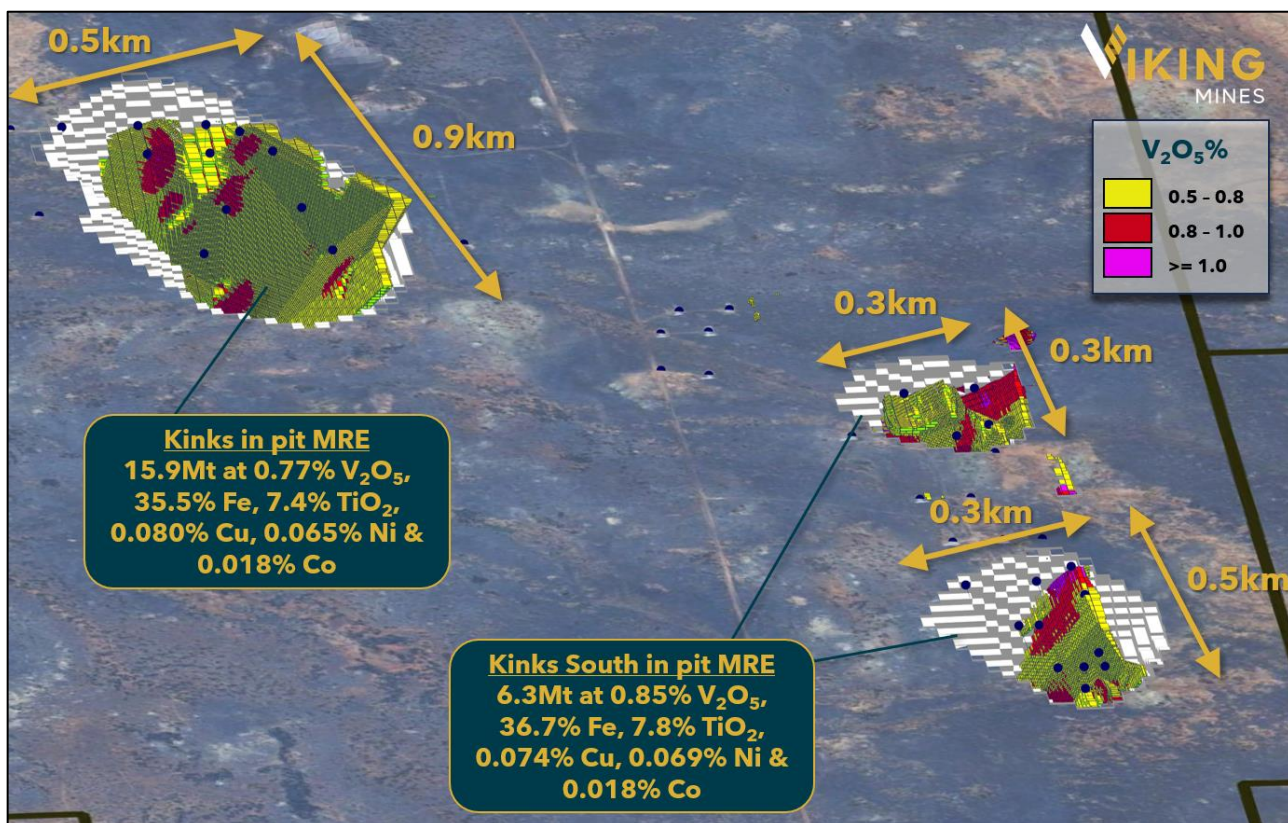 0.5km
0.9km
VIKING
MINES
V₂O₅%
0.5 – 0.8
0.8 – 1.0
>= 1.0
0.3km
0.3km
Kinks in pit MRE
15.9Mt at 0.77% V₂O₅,
35.5% Fe, 7.4% TiO₂,
0.080% Cu, 0.065% Ni &
0.018% Co
0.3km
0.5km
Kinks South in pit MRE
6.3Mt at 0.85% V₂O₅,
36.7% Fe, 7.8% TiO₂,
0.074% Cu, 0.069% Ni &
0.018% Co